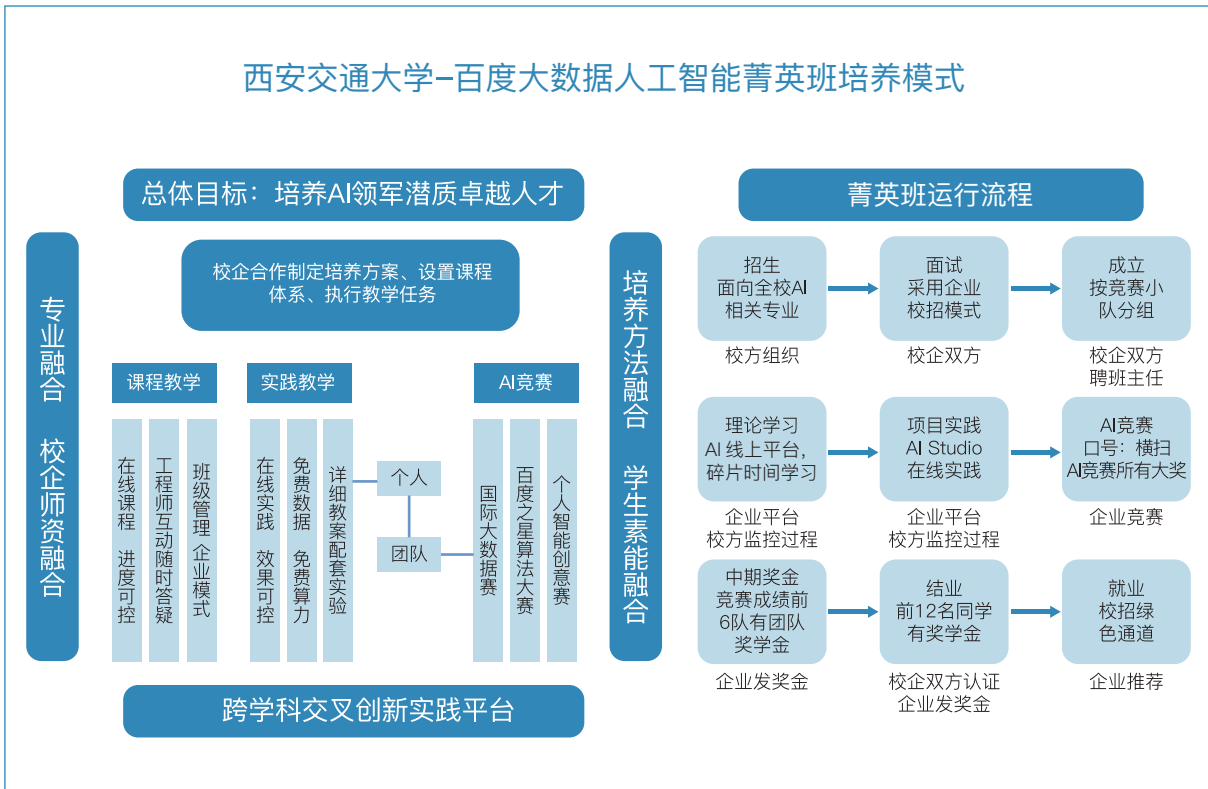 西安交通大学–百度大数据人工智能菁英班培养模式
总体目标：培养AI领军潜质卓越人才
专业融合 校企师资融合
校企合作制定培养方案、设置课程
体系、执行教学任务
课程教学
在线课程 进度可控
工程师互动随时答疑
班级管理 企业模式
实践教学
在线实践 效果可控
免费数据 免费算力
详细教案配套实验
个人
团队
AI竞赛
国际大数据赛
百度之星算法大赛
个人智能创意赛
跨学科交叉创新实践平台
培养方法融合 学生素能融合
菁英班运行流程
招生
面向全校AI
相关专业
校方组织
面试
采用企业
校招模式
校企双方
成立
按竞赛小
队分组
校企双方
聘班主任
理论学习
AI 线上平台，
碎片时间学习
企业平台
校方监控过程
项目实践
AI Studio
在线实践
企业平台
校方监控过程
AI竞赛
口号：横扫
AI竞赛所有大奖
企业竞赛
中期奖金
竞赛成绩前
6队有团队
奖学金
企业发奖金
结业
前12名同学
有奖学金
校企双方认证
企业发奖金
就业
校招绿
色通道
企业推荐